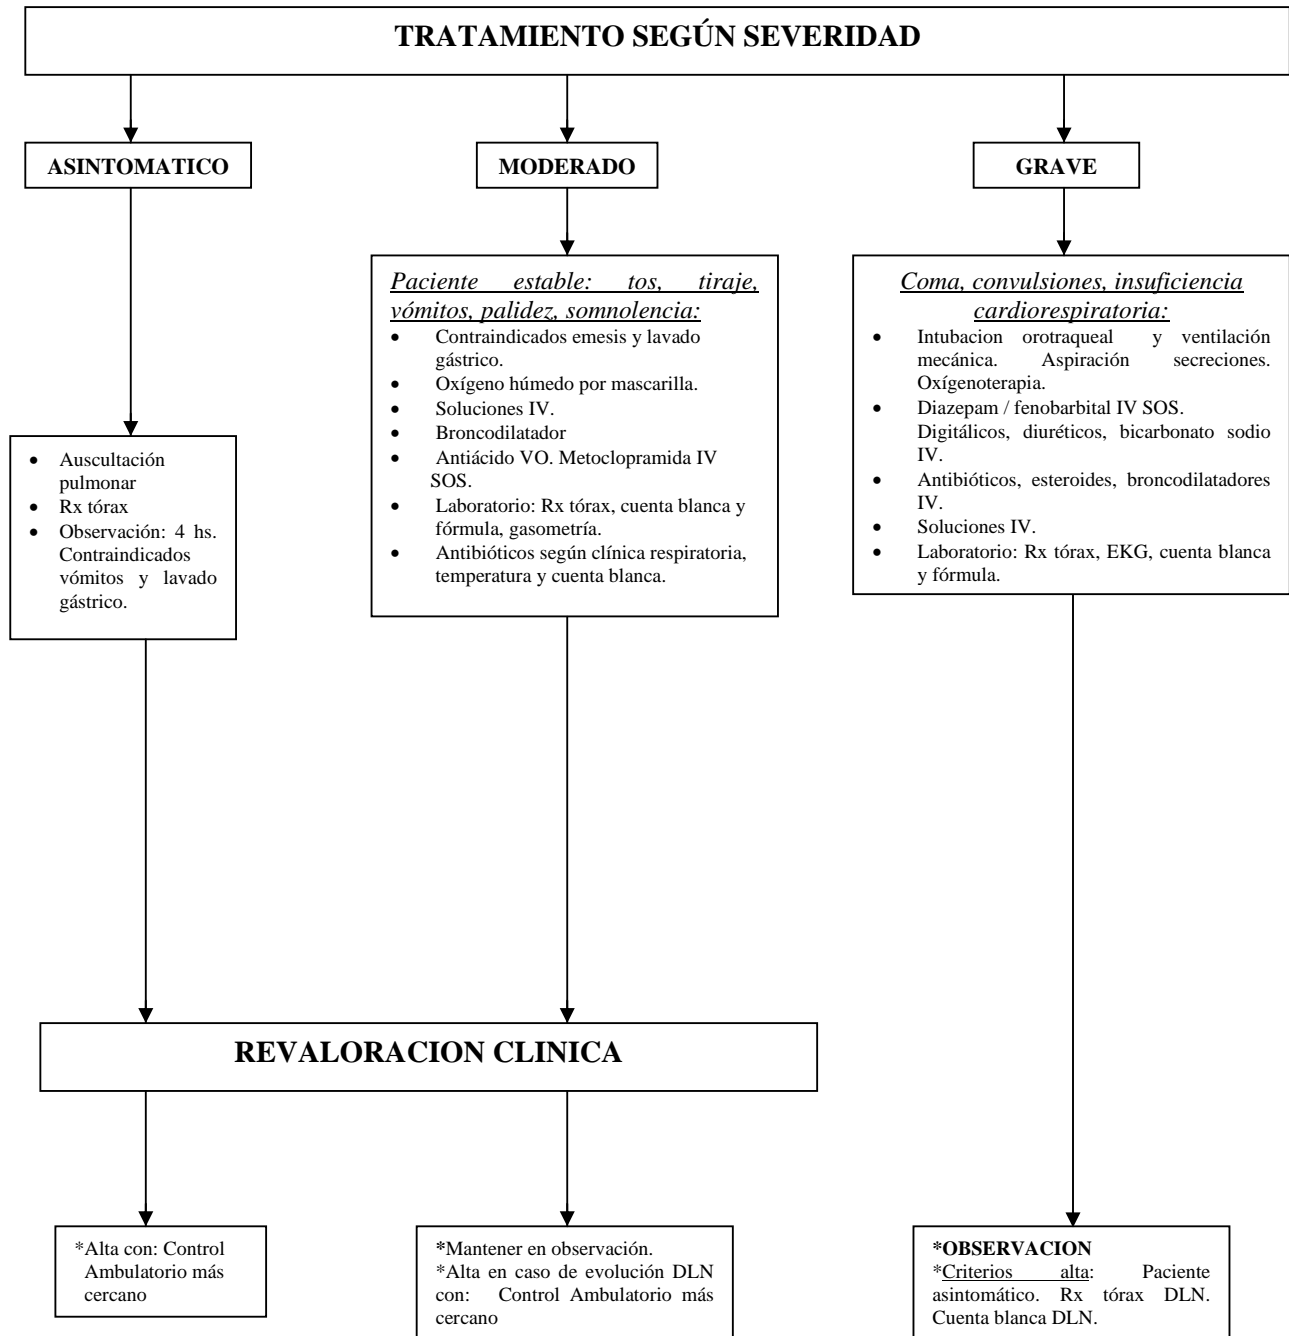 TRATAMIENTO SEGÚN SEVERIDAD
ASINTOMATICO
MODERADO
GRAVE
• Auscultación
pulmonar
• Rx tórax
• Observación: 4 hs.
Contraindicados
vómitos y lavado
gástrico.
Paciente estable: tos, tiraje,
vómitos, palidez, somnolencia:
• Contraindicados emesis y lavado
gástrico.
• Oxígeno húmedo por mascarilla.
• Soluciones IV.
• Broncodilatador
• Antiácido VO. Metoclopramida IV
SOS.
• Laboratorio: Rx tórax, cuenta blanca y
fórmula, gasometría.
• Antibióticos según clínica respiratoria,
temperatura y cuenta blanca.
Coma, convulsiones, insuficiencia
cardiorespiratoria:
• Intubacion orotraqueal y ventilación
mecánica. Aspiración secreciones.
Oxígenoterapia.
• Diazepam / fenobarbital IV SOS.
Digitálicos, diuréticos, bicarbonato sodio
IV.
• Antibióticos, esteroides, broncodilatadores
IV.
• Soluciones IV.
• Laboratorio: Rx tórax, EKG, cuenta blanca
y fórmula.
REVALORACION CLINICA
*Alta con: Control
Ambulatorio más
cercano
*Mantener en observación.
*Alta en caso de evolución DLN
con: Control Ambulatorio más
cercano
*OBSERVACION
*Criterios alta: Paciente
asintomático. Rx tórax DLN.
Cuenta blanca DLN.